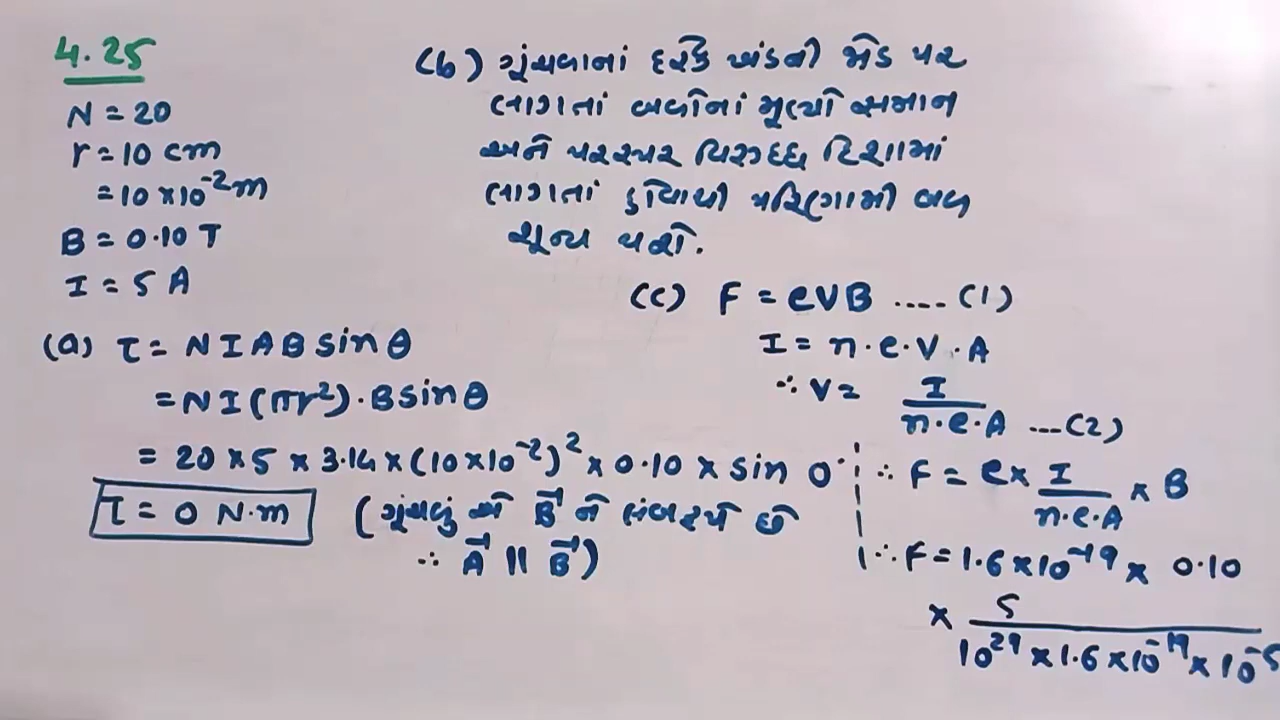 4.25
N = 20
r = 10 cm
= 10 × 10⁻² m
B = 0.10 T
I = 5 A
(a) τ = N I A B sin θ
= N I (πr²) · B sin θ
= 20 × 5 × 3.14 × (10 × 10⁻²)² × 0.10 × sin 0°
τ = 0 N·m (ગૂંચળું એ B⃗ ને લંબરૂપે છે
∴ A⃗ || B⃗)
(b) ગૂંચળાનાં દરેક ખંડની જોડ પર
લાગતાં બળોનાં મૂલ્યો સમાન
અને પરસ્પર વિરુદ્ધ દિશામાં
લાગતાં હોવાથી પરિણામી બળ
શૂન્ય થશે.
(c) F = eVB .... (1)
I = n · e · V · A
∴ V = I / n · e · A ... (2)
∴ F = e × I / n · e · A × B
∴ F = 1.6 × 10⁻¹⁹ × 0.10
× 5 / 10²⁹ × 1.6 × 10⁻¹⁹ × 10⁻⁵